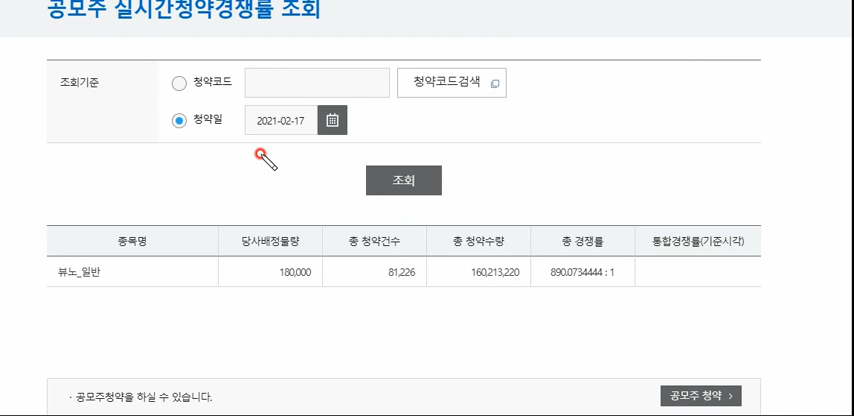 공모주 실시간청약경쟁률 조회
조회기준
청약코드
청약코드검색
청약일
2021-02-17
조회
종목명 당사배정물량 총 청약건수 총 청약수량 총 경쟁률 통합경쟁률(기준시각)
뷰노_일반 180,000 81,226 160,213,220 890.0734444 : 1
· 공모주청약을 하실 수 있습니다.
공모주 청약 >